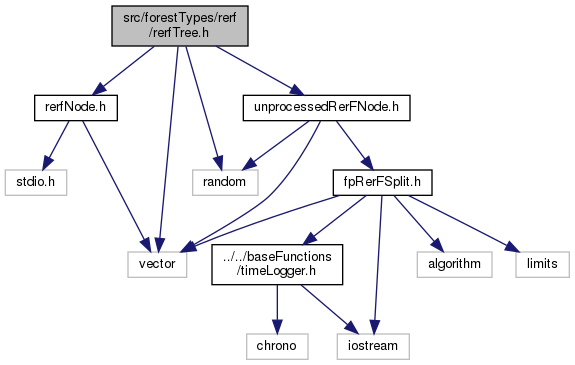 src/forestTypes/rerf
/rerfTree.h
rerfNode.h
unprocessedRerFNode.h
stdio.h
random
fpRerFSplit.h
vector
../../baseFunctions
/timeLogger.h
algorithm
limits
chrono
iostream